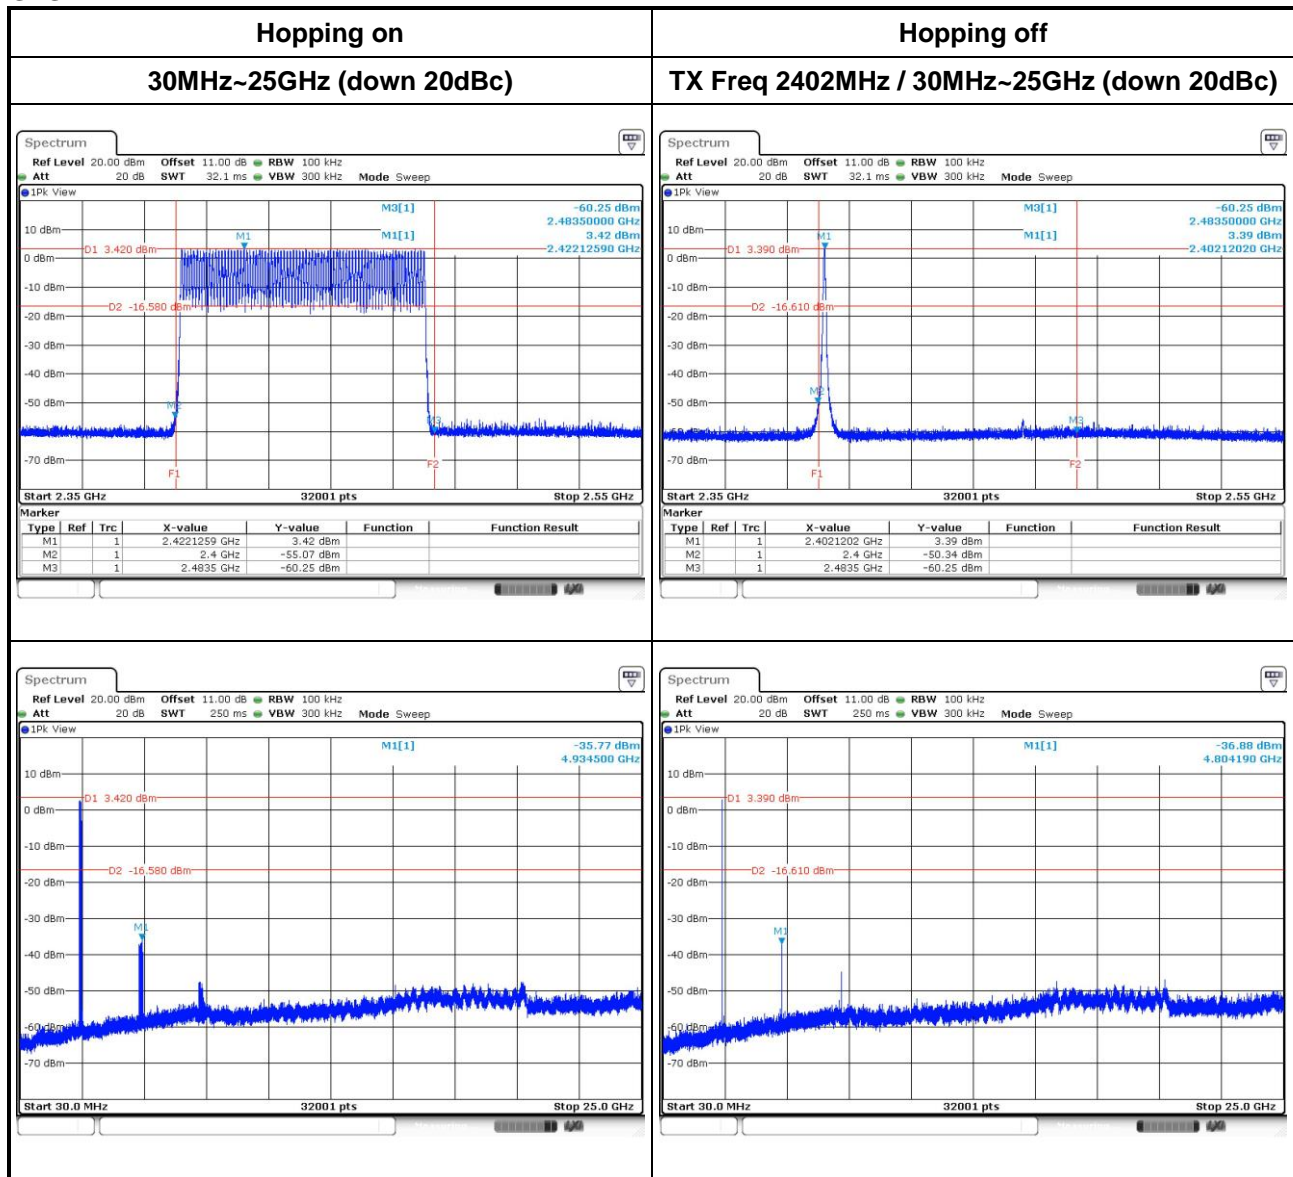 Hopping on
Hopping off
30MHz~25GHz (down 20dBc)
TX Freq 2402MHz / 30MHz~25GHz (down 20dBc)
Spectrum
Ref Level 20.00 dBm Offset 11.00 dB RBW 100 kHz
Att 20 dB SWT 32.1 ms VBW 300 kHz Mode Sweep
1Pk View
M3[1] -60.25 dBm
2.48350000 GHz
10 dBm
M1
M1[1] 3.42 dBm
D1 3.420 dBm
2.42212590 GHz
0 dBm
-10 dBm
D2 -16.580 dBm
-20 dBm
-30 dBm
-40 dBm
-50 dBm
M2
M3
-70 dBm
F1
F2
Start 2.35 GHz 32001 pts Stop 2.55 GHz
Marker
Type Ref Trc X-value Y-value Function Function Result
M1 1 2.4221259 GHz 3.42 dBm
M2 1 2.4 GHz -55.07 dBm
M3 1 2.4835 GHz -60.25 dBm
Spectrum
Ref Level 20.00 dBm Offset 11.00 dB RBW 100 kHz
Att 20 dB SWT 32.1 ms VBW 300 kHz Mode Sweep
1Pk View
M3[1] -60.25 dBm
2.48350000 GHz
10 dBm
M1
M1[1] 3.39 dBm
D1 3.390 dBm
2.40212020 GHz
0 dBm
-10 dBm
D2 -16.610 dBm
-20 dBm
-30 dBm
-40 dBm
M2
-50 dBm
M3
-70 dBm
F1
F2
Start 2.35 GHz 32001 pts Stop 2.55 GHz
Marker
Type Ref Trc X-value Y-value Function Function Result
M1 1 2.4021202 GHz 3.39 dBm
M2 1 2.4 GHz -50.34 dBm
M3 1 2.4835 GHz -60.25 dBm
Spectrum
Ref Level 20.00 dBm Offset 11.00 dB RBW 100 kHz
Att 20 dB SWT 250 ms VBW 300 kHz Mode Sweep
1Pk View
M1[1] -35.77 dBm
4.934500 GHz
10 dBm
D1 3.420 dBm
0 dBm
-10 dBm
D2 -16.580 dBm
-20 dBm
-30 dBm
M1
-40 dBm
-50 dBm
-60 dBm
-70 dBm
Start 30.0 MHz 32001 pts Stop 25.0 GHz
Spectrum
Ref Level 20.00 dBm Offset 11.00 dB RBW 100 kHz
Att 20 dB SWT 250 ms VBW 300 kHz Mode Sweep
1Pk View
M1[1] -36.88 dBm
4.804190 GHz
10 dBm
D1 3.390 dBm
0 dBm
-10 dBm
D2 -16.610 dBm
-20 dBm
-30 dBm
M1
-40 dBm
-50 dBm
-60 dBm
-70 dBm
Start 30.0 MHz 32001 pts Stop 25.0 GHz